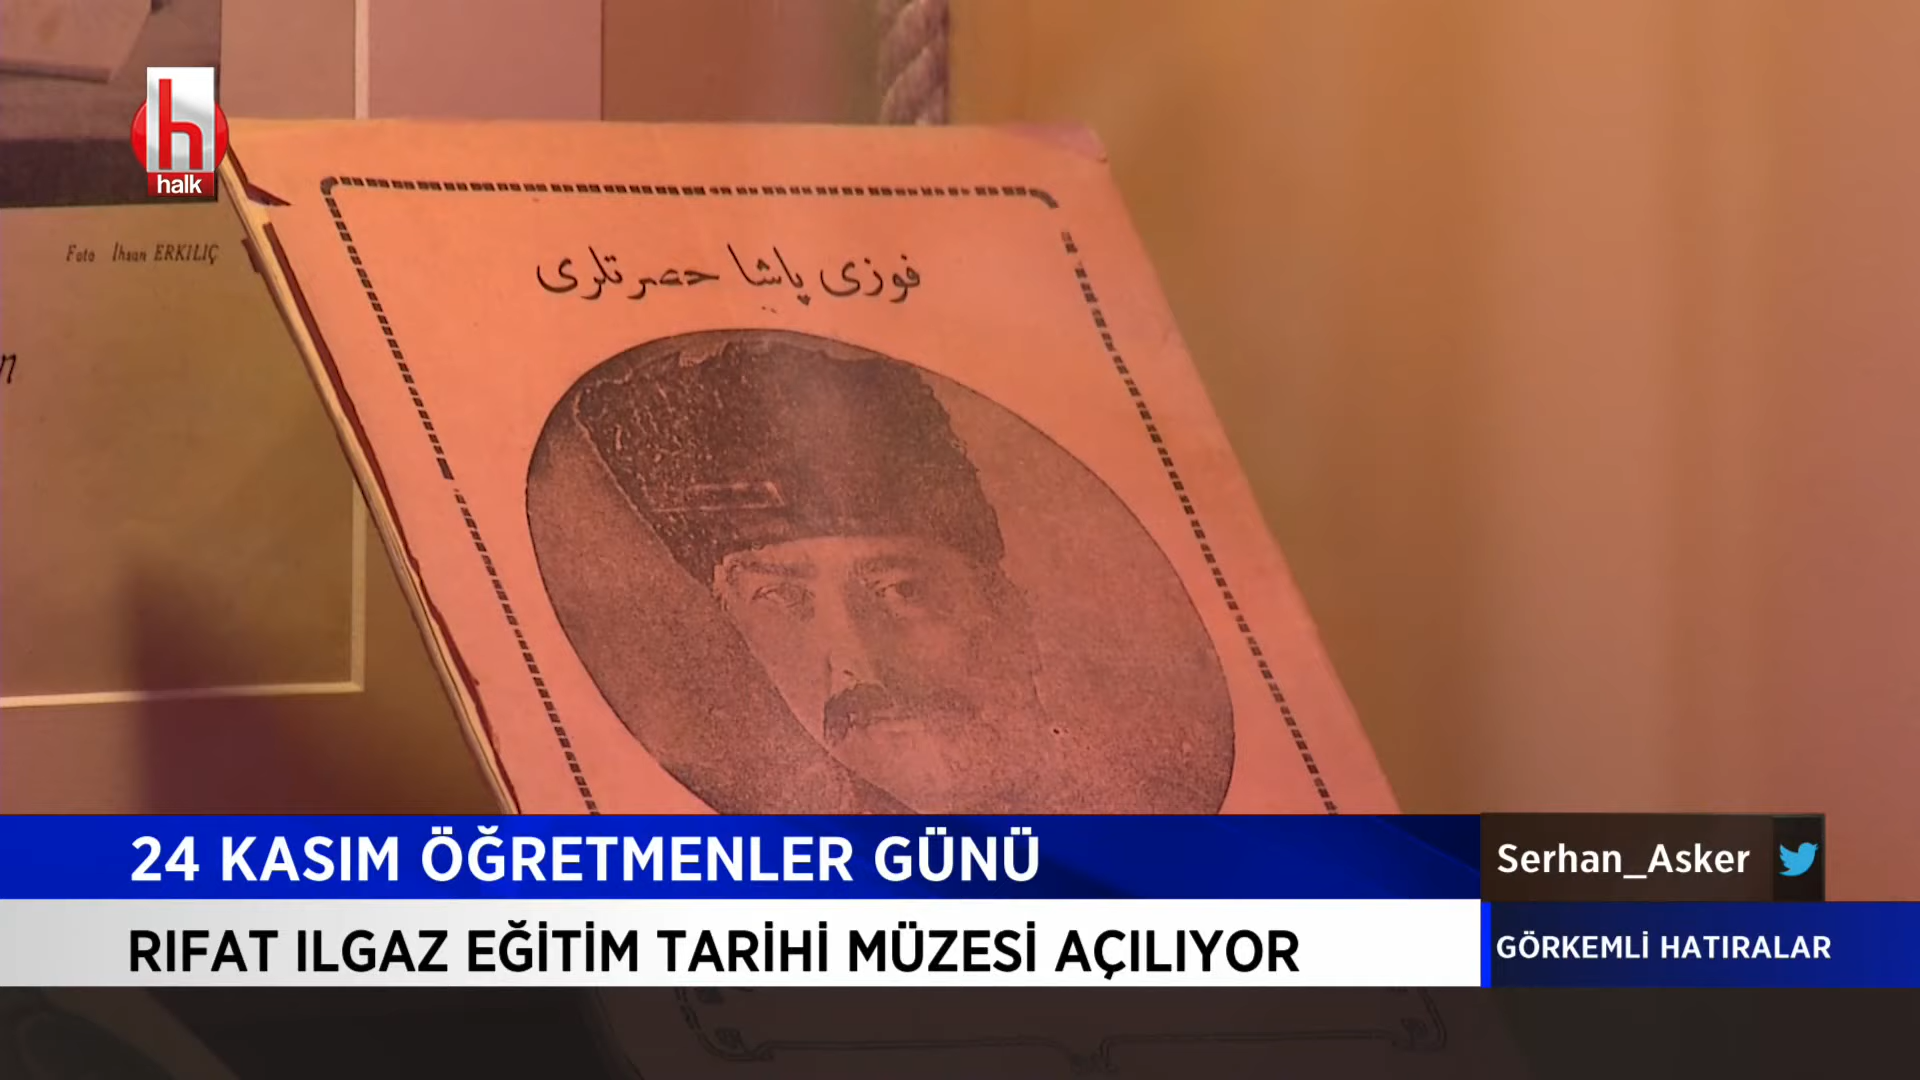 h
halk
Foto İhsan ERKILIÇ
n
فوزى پاشا حضرتلرى
24 KASIM ÖĞRETMENLER GÜNÜ
Serhan_Asker
RIFAT ILGAZ EĞİTİM TARİHİ MÜZESİ AÇILIYOR
GÖRKEMLİ HATIRALAR